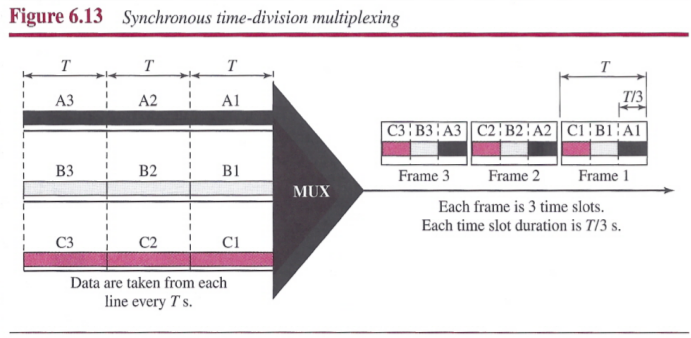 Figure 6.13 Synchronous time-division multiplexing
T T T
T
A3 A2 A1
T/3
C3 B3 A3 C2 B2 A2 C1 B1 A1
B3 B2 B1
Frame 3 Frame 2 Frame 1
MUX
Each frame is 3 time slots.
Each time slot duration is T/3 s.
C3 C2 C1
Data are taken from each
line every T s.